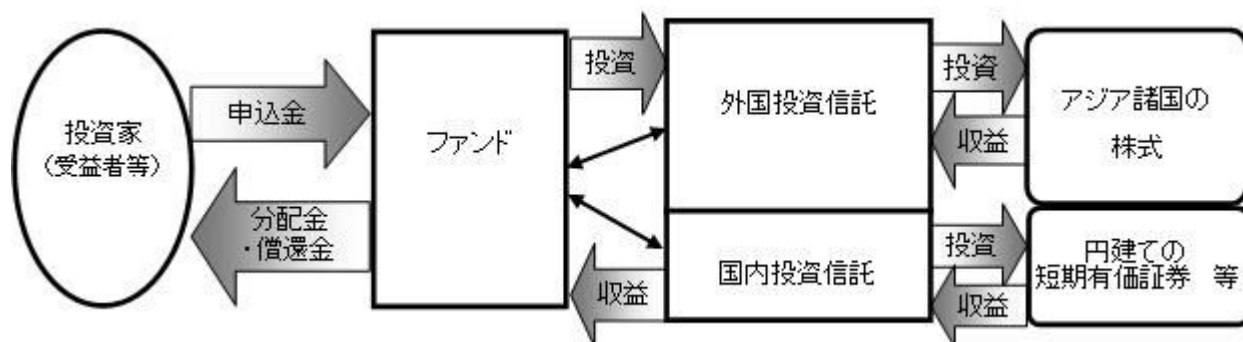 投資家
(受益者等)
申込金
分配金
・償還金
ファンド
投資
収益
外国投資信託
国内投資信託
投資
収益
投資
収益
アジア諸国の
株式
円建ての
短期有価証券　等